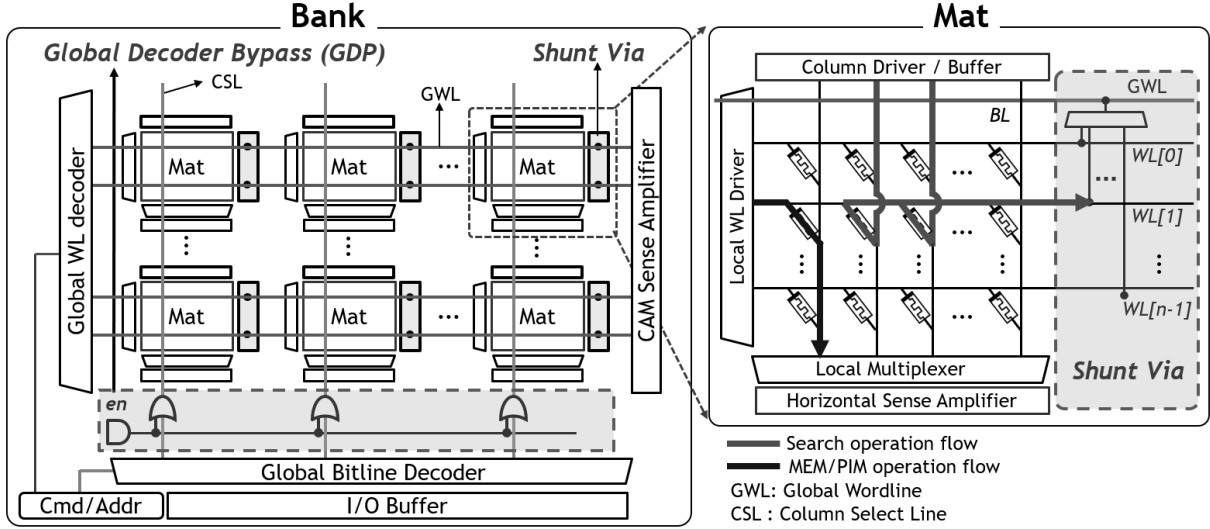 Bank
Global Decoder Bypass (GDP)
Shunt Via
CSL
GWL
Global WL decoder
Mat
Mat
...
Mat
CAM Sense Amplifier
Mat
Mat
...
Mat
en
Global Bitline Decoder
Cmd/Addr
I/O Buffer
Mat
Column Driver / Buffer
GWL
BL
Local WL Driver
WL[0]
...
...
WL[1]
...
WL[n-1]
...
Local Multiplexer
Shunt Via
Horizontal Sense Amplifier
Search operation flow
MEM/PIM operation flow
GWL: Global Wordline
CSL : Column Select Line